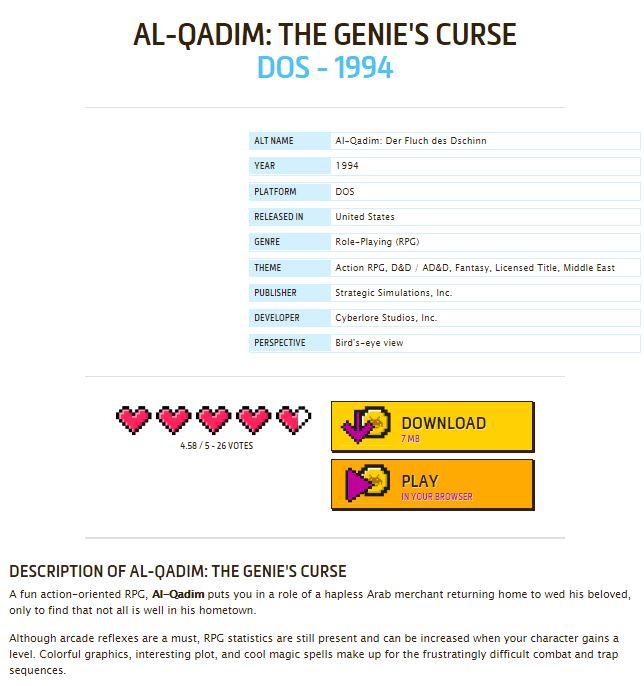 AL-QADIM: THE GENIE'S CURSE
DOS - 1994
ALT NAME Al-Qadim: Der Fluch des Dschinn
YEAR 1994
PLATFORM DOS
RELEASED IN United States
GENRE Role-Playing (RPG)
THEME Action RPG, D&D / AD&D, Fantasy, Licensed Title, Middle East
PUBLISHER Strategic Simulations, Inc.
DEVELOPER Cyberlore Studios, Inc.
PERSPECTIVE Bird's-eye view
4.58 / 5 - 26 VOTES
DOWNLOAD
7 MB
PLAY
IN YOUR BROWSER
DESCRIPTION OF AL-QADIM: THE GENIE'S CURSE
A fun action-oriented RPG, Al-Qadim puts you in a role of a hapless Arab merchant returning home to wed his beloved,
only to find that not all is well in his hometown.
Although arcade reflexes are a must, RPG statistics are still present and can be increased when your character gains a
level. Colorful graphics, interesting plot, and cool magic spells make up for the frustratingly difficult combat and trap
sequences.